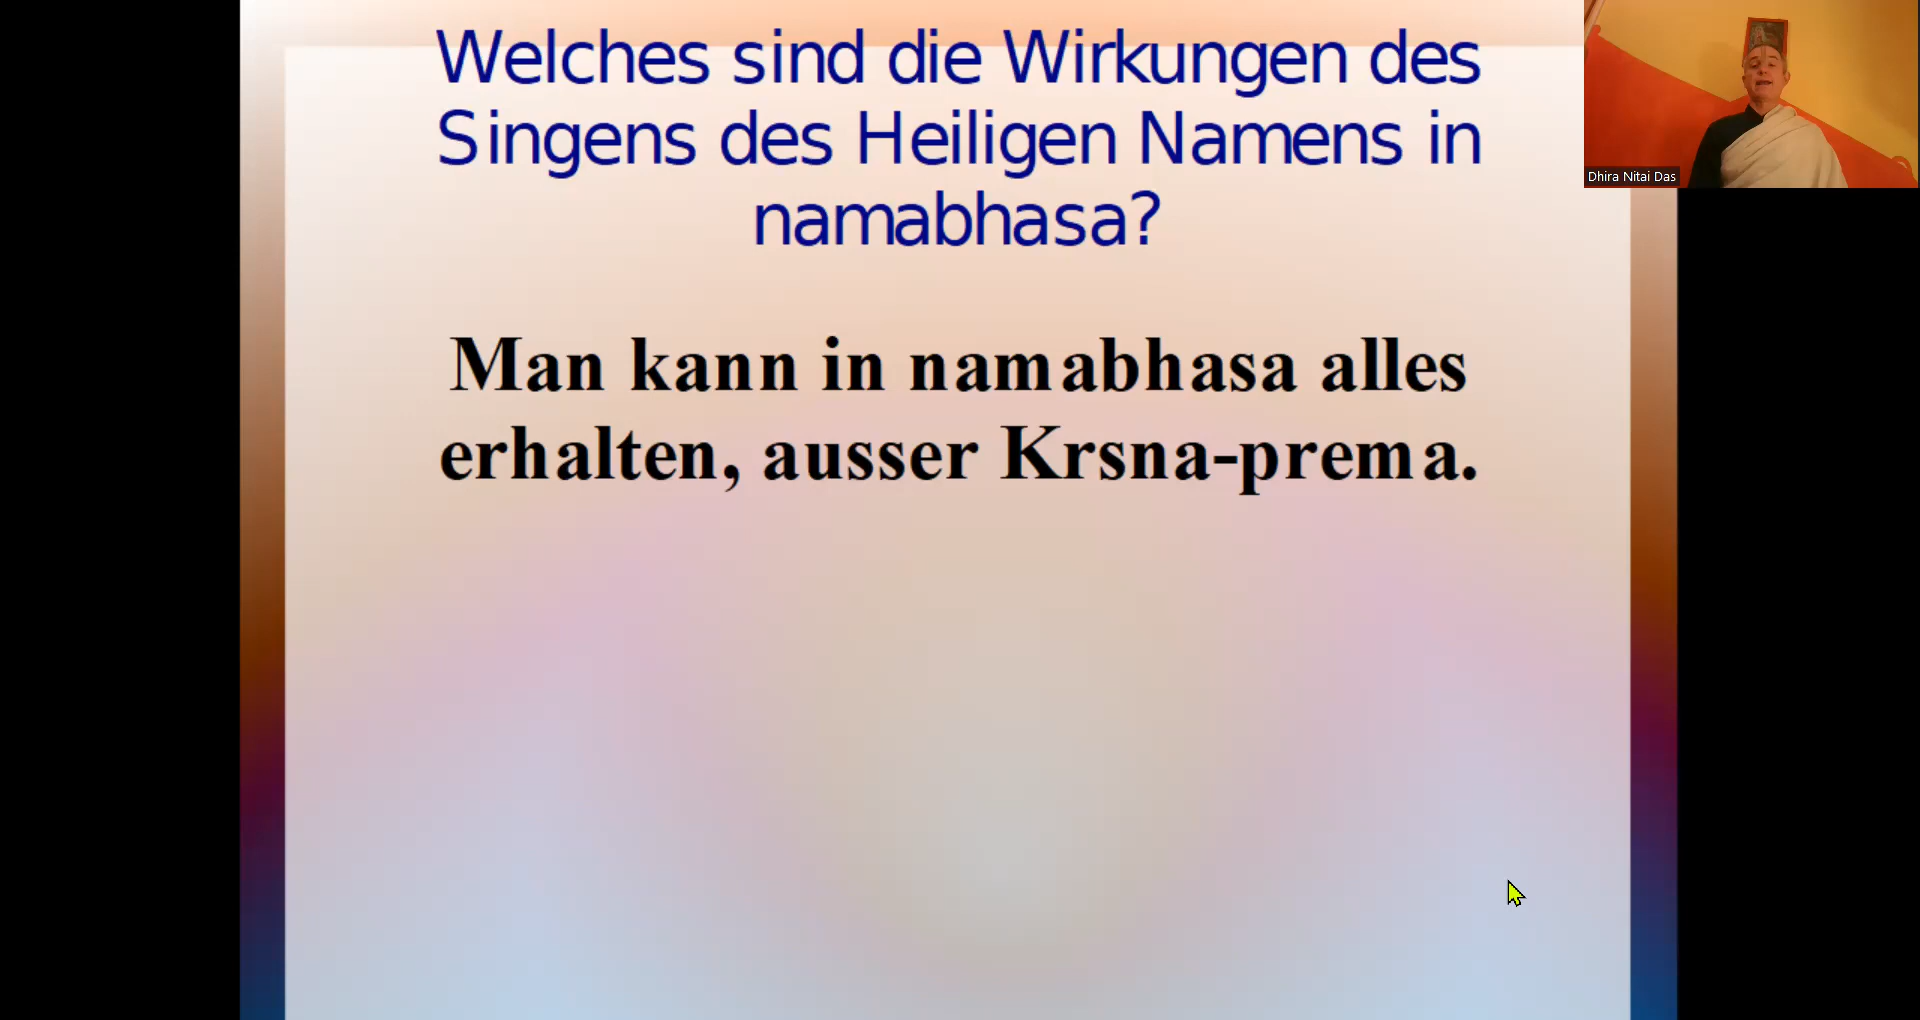 Welches sind die Wirkungen des
Singens des Heiligen Namens in
namabhasa?
Man kann in namabhasa alles
erhalten, ausser Krsna-prema.
Dhira Nitai Das